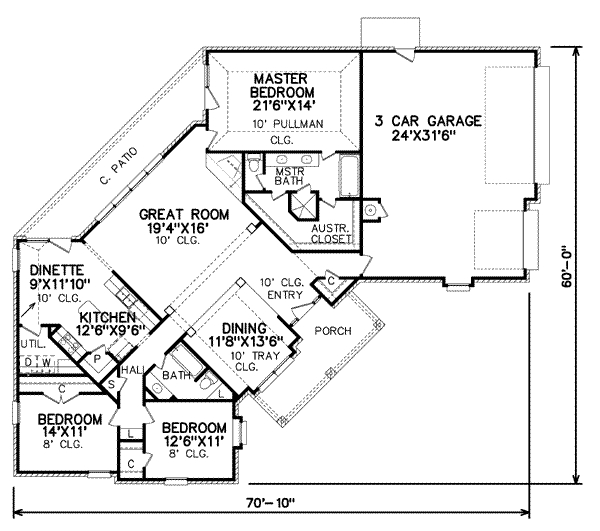 MASTER
BEDROOM
21'6"X14'
10' PULLMAN
CLG.
3 CAR GARAGE
24'X31'6"
C. PATIO
MSTR
BATH
GREAT ROOM
19'4"X16'
10' CLG.
AUSTR.
CLOSET
DINETTE
9'X11'10"
10' CLG.
10' CLG.
ENTRY
C
60'-0"
KITCHEN
12'6"X9'6"
DINING
11'8"X13'6"
10' TRAY
CLG.
PORCH
UTIL.
D W
P
HALL
BATH
S
C
L
BEDROOM
14'X11'
8' CLG.
BEDROOM
12'6"X11'
8' CLG.
L
C
70'-10"